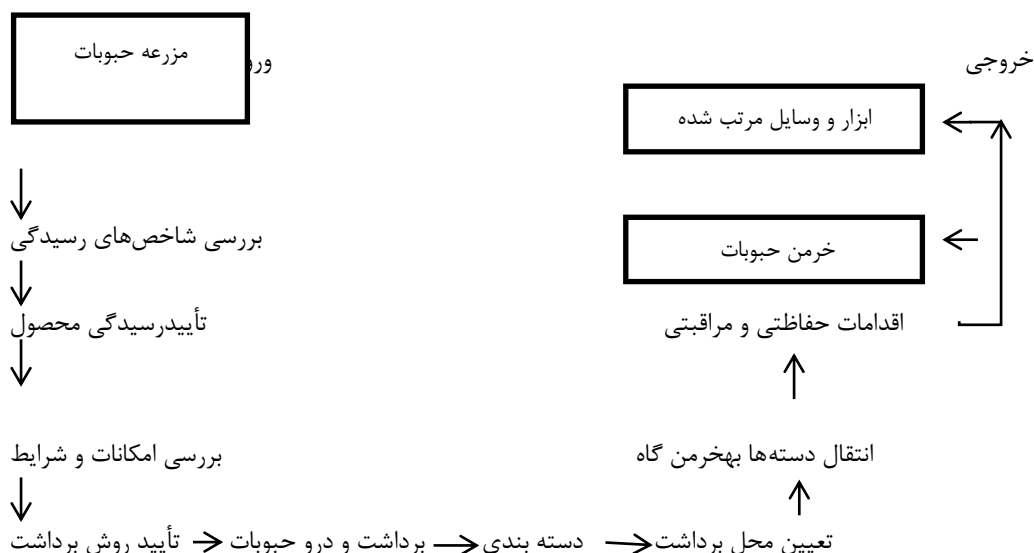 مزرعه حبوبات
ورو
خروجی
ابزار و وسایل مرتب شده
بررسی شاخص‌های رسیدگی
خرمن حبوبات
تأییدرسیدگی محصول
اقدامات حفاظتی و مراقبتی
بررسی امکانات و شرایط
انتقال دسته‌ها بهخرمن گاه
تأیید روش برداشت
برداشت و درو حبوبات
دسته بندی
تعیین محل برداشت